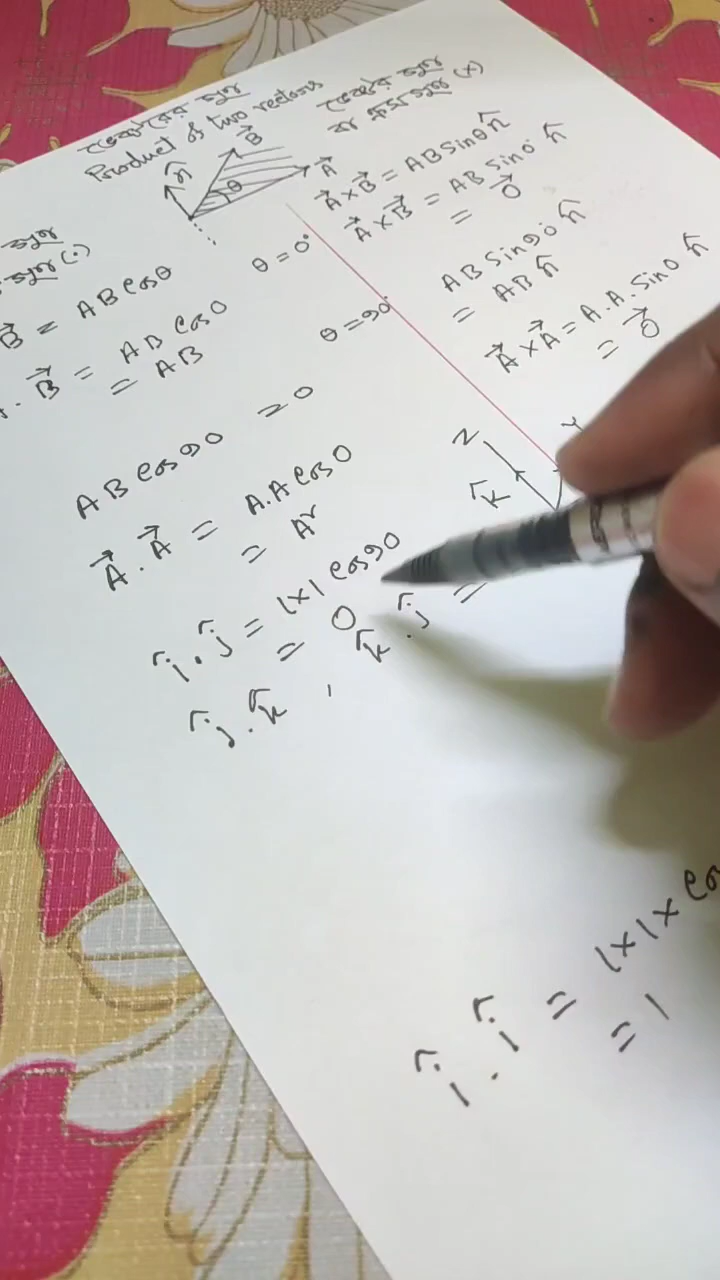 ভেক্টরের গুণ
Product of two vectors
ভেক্টর গুণ
বা ক্রস গুণ (×)
n̂
B⃗
A⃗
θ
A⃗ × B⃗ = AB Sinθ n̂
A⃗ × B⃗ = AB Sin0° n̂
= 0⃗
গুণ
গুণ (.)
B⃗ = AB Cosθ
θ = 0°
. B⃗ = AB Cos0
= AB
AB Sin90 n̂
= AB n̂
θ = 90°
A⃗ × A⃗ = A.A. Sin0 n̂
= 0⃗
AB Cos90 = 0
A⃗ . A⃗ = A.A Cos0
= A²
Z
Y
k̂
î . ĵ = 1×1 Cos90
= 0
ĵ . k̂ , k̂ . ĵ =
î . î = 1×1× Co
= 1